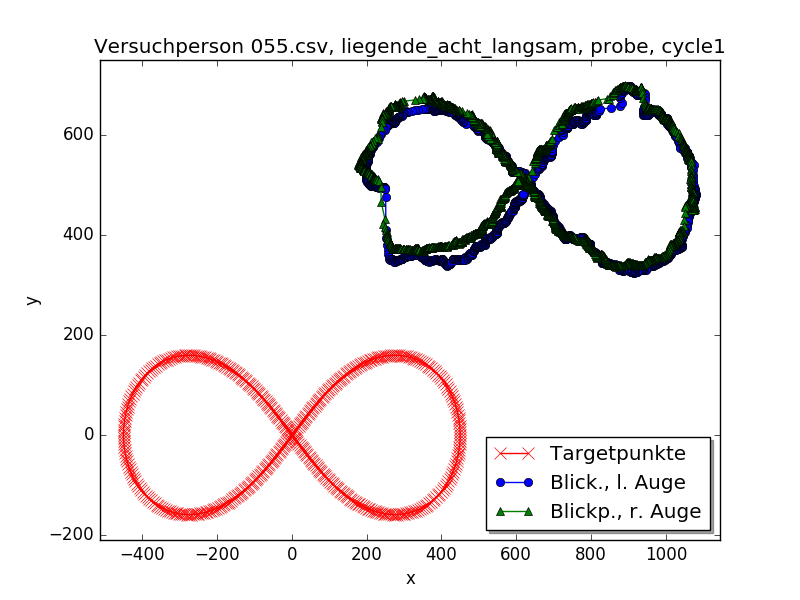 Versuchperson 055.csv, liegende_acht_langsam, probe, cycle1
y
600
400
200
0
−200
−400
−200
0
200
400
600
800
1000
x
Targetpunkte
Blick., l. Auge
Blickp., r. Auge